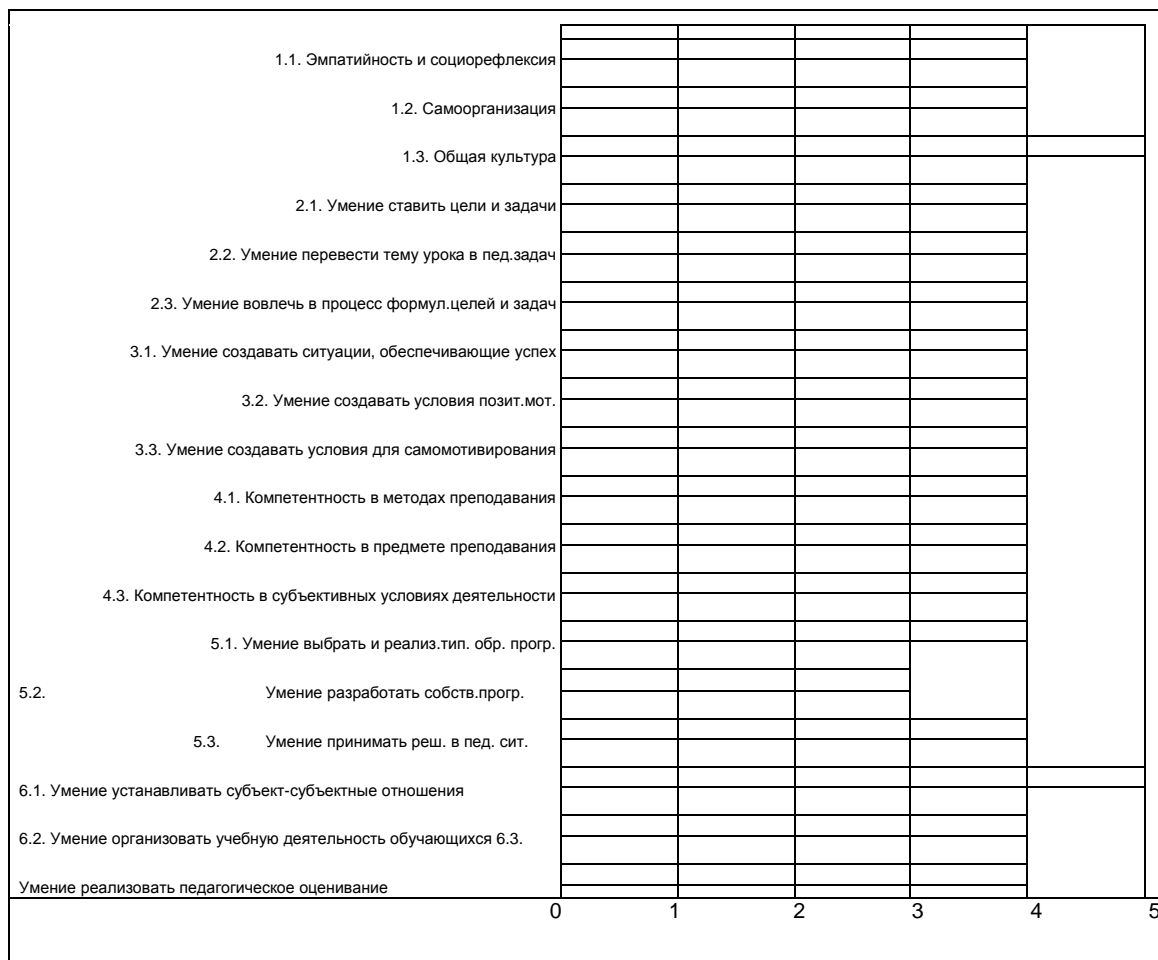 1.1. Эмпатийность и социорефлексия
1.2. Самоорганизация
1.3. Общая культура
2.1. Умение ставить цели и задачи
2.2. Умение перевести тему урока в пед.задач
2.3. Умение вовлечь в процесс формул.целей и задач
3.1. Умение создавать ситуации, обеспечивающие успех
3.2. Умение создавать условия позит.мот.
3.3. Умение создавать условия для самомотивирования
4.1. Компетентность в методах преподавания
4.2. Компетентность в предмете преподавания
4.3. Компетентность в субъективных условиях деятельности
5.1. Умение выбрать и реализ.тип. обр. прогр.
5.2. Умение разработать собств.прогр.
5.3. Умение принимать реш. в пед. сит.
6.1. Умение устанавливать субъект-субъектные отношения
6.2. Умение организовать учебную деятельность обучающихся 6.3.
Умение реализовать педагогическое оценивание
0 1 2 3 4 5